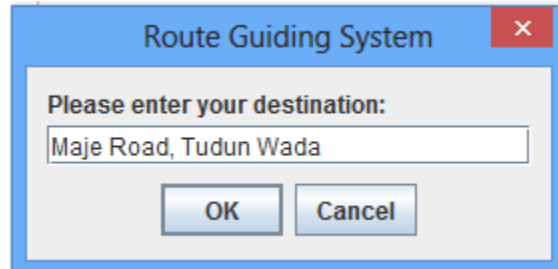 Route Guiding System
Please enter your destination:
Maje Road, Tudun Wada
OK Cancel